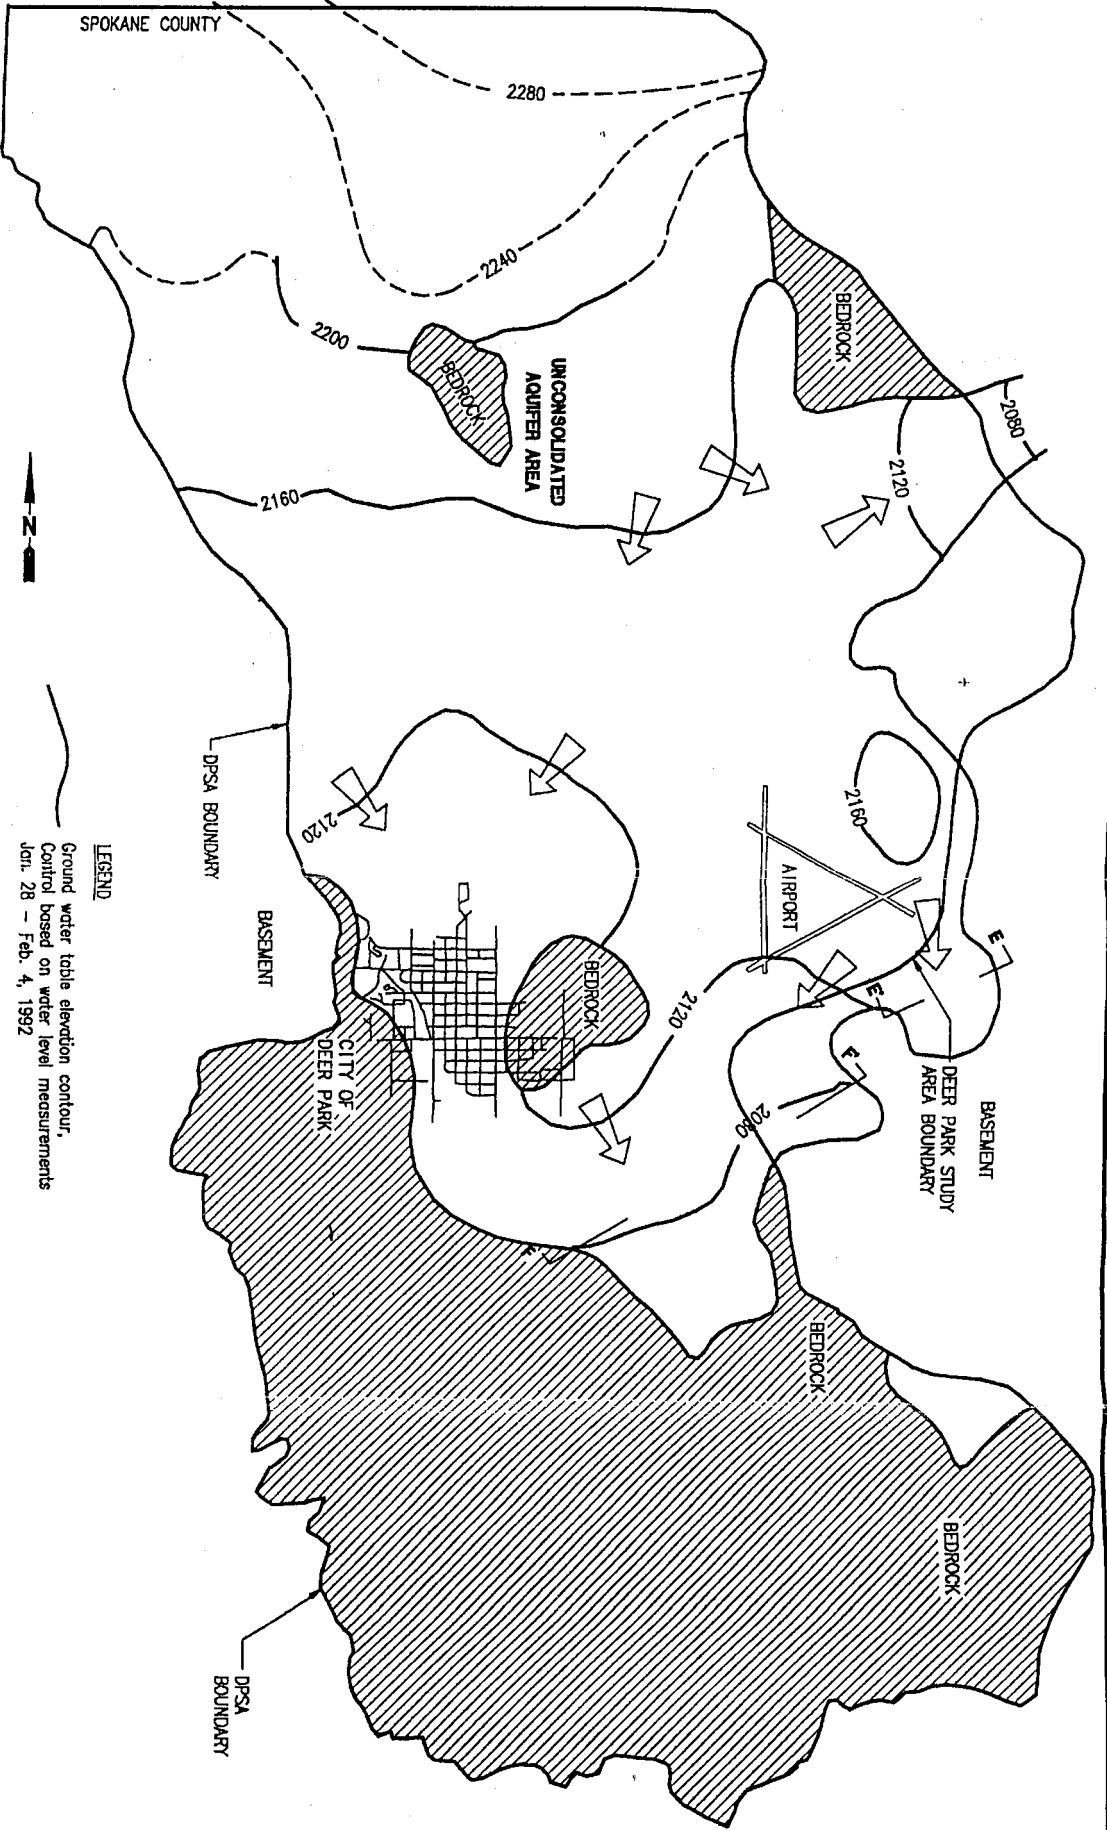 SPOKANE COUNTY
2280
2240
2200
BEDROCK
UNCONSOLIDATED
AQUIFER AREA
BEDROCK
2080
2120
2160
N
2160
AIRPORT
2120
DPSA BOUNDARY
BASEMENT
BEDROCK
2120
E
E'
F
DEER PARK STUDY
AREA BOUNDARY
BASEMENT
2080
CITY OF
DEER PARK
BEDROCK
BEDROCK
DPSA
BOUNDARY
LEGEND
Ground water table elevation contour,
Control based on water level measurements
Jan. 28 – Feb. 4, 1992